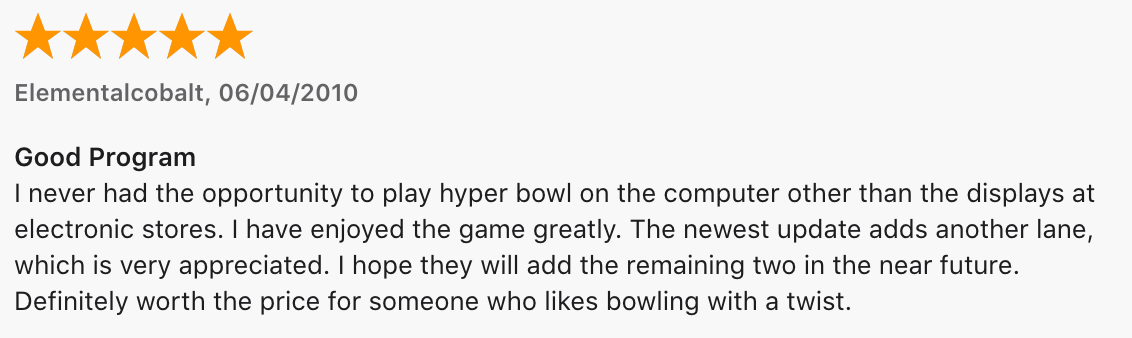 Elementalcobalt, 06/04/2010
Good Program
I never had the opportunity to play hyper bowl on the computer other than the displays at
electronic stores. I have enjoyed the game greatly. The newest update adds another lane,
which is very appreciated. I hope they will add the remaining two in the near future.
Definitely worth the price for someone who likes bowling with a twist.